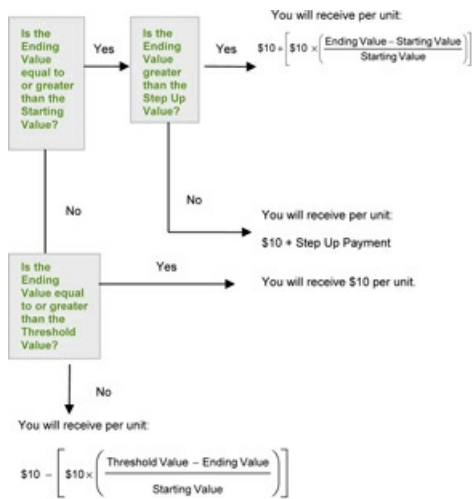 You will receive per unit:
Is the
Ending
Value
equal to
or greater
than the
Starting
Value?
Yes
Is the
Ending
Value
greater
than the
Step Up
Value?
Yes
$10 + [ $10 × ( Ending Value – Starting Value / Starting Value ) ]
No
No
You will receive per unit:
$10 + Step Up Payment
Is the
Ending
Value equal
to or greater
than the
Threshold
Value?
Yes
You will receive $10 per unit.
No
You will receive per unit:
$10 – [ $10 × ( Threshold Value – Ending Value / Starting Value ) ]